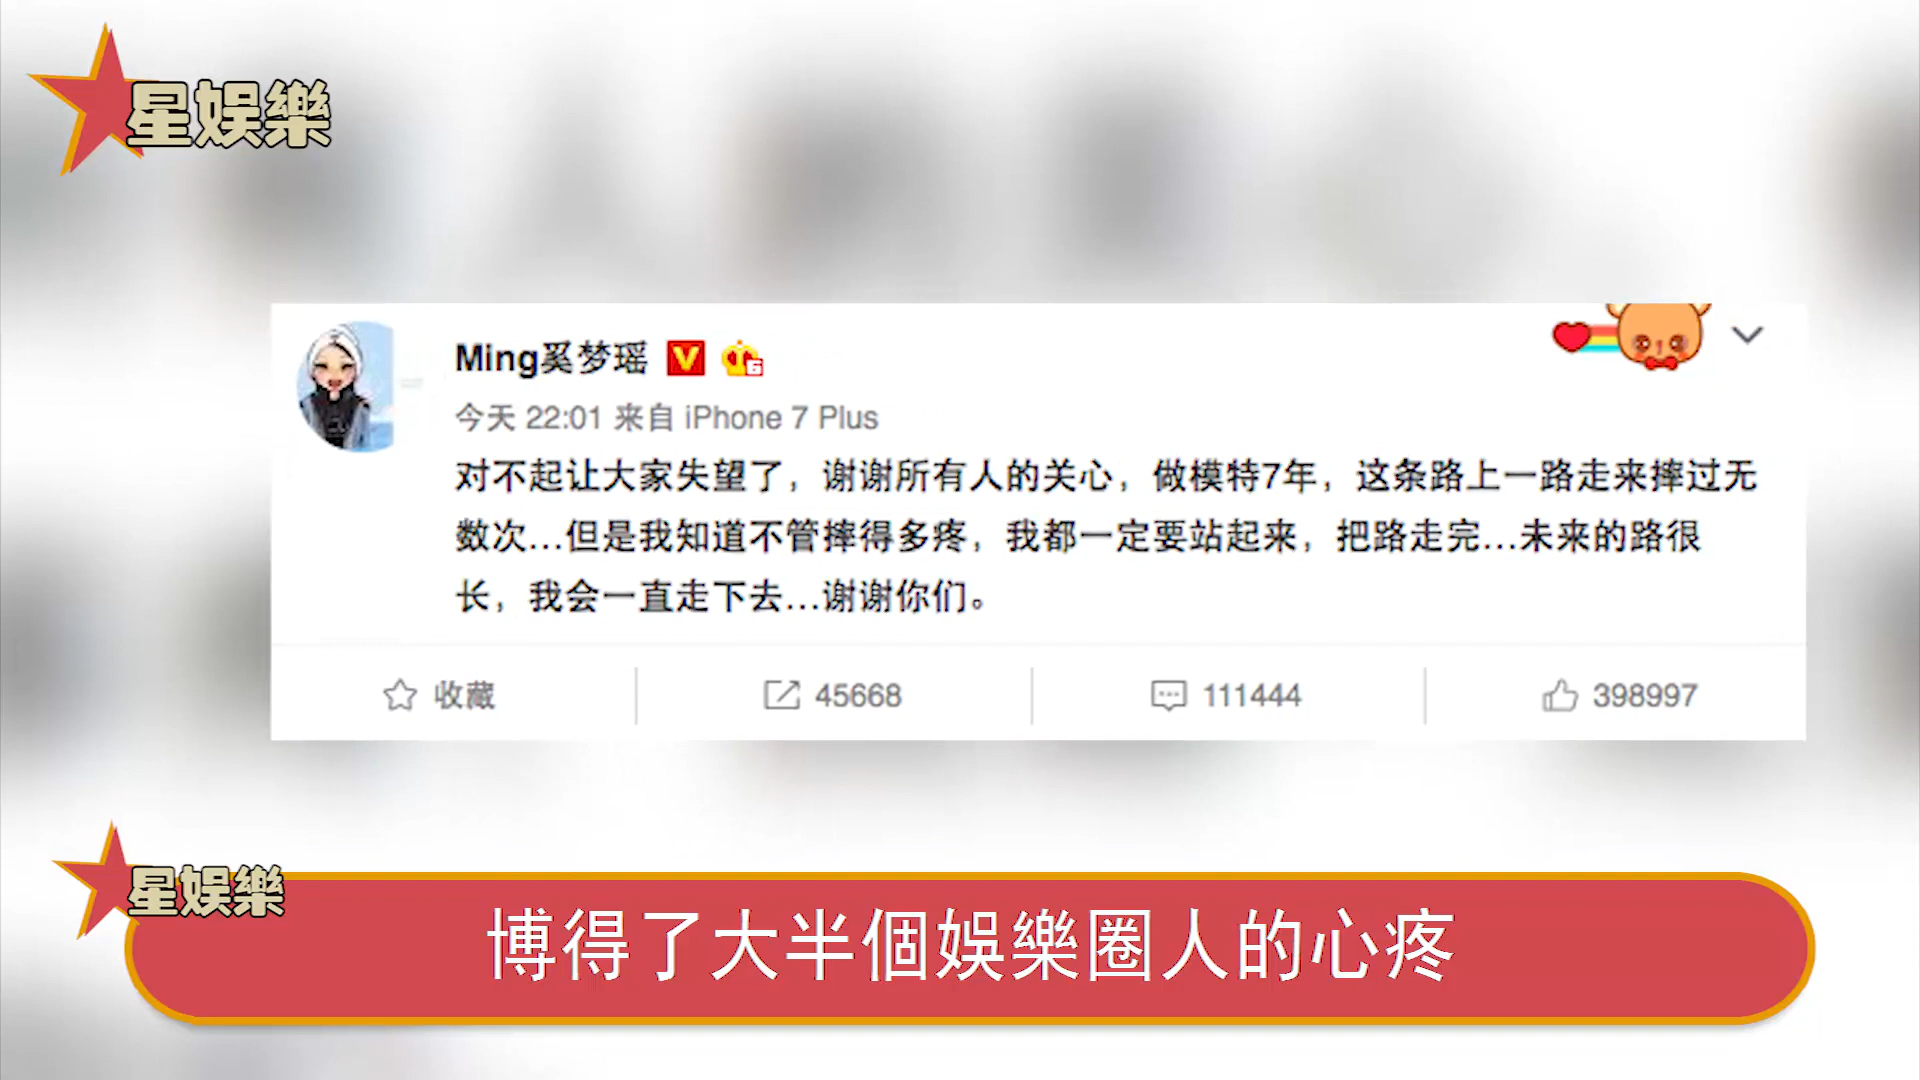 星娱樂
Ming奚梦瑶
今天 22:01 来自 iPhone 7 Plus
对不起让大家失望了，谢谢所有人的关心，做模特7年，这条路上一路走来摔过无
数次...但是我知道不管摔得多疼，我都一定要站起来，把路走完...未来的路很
长，我会一直走下去...谢谢你们。
收藏
45668
111444
398997
星娱樂
博得了大半個娛樂圈人的心疼